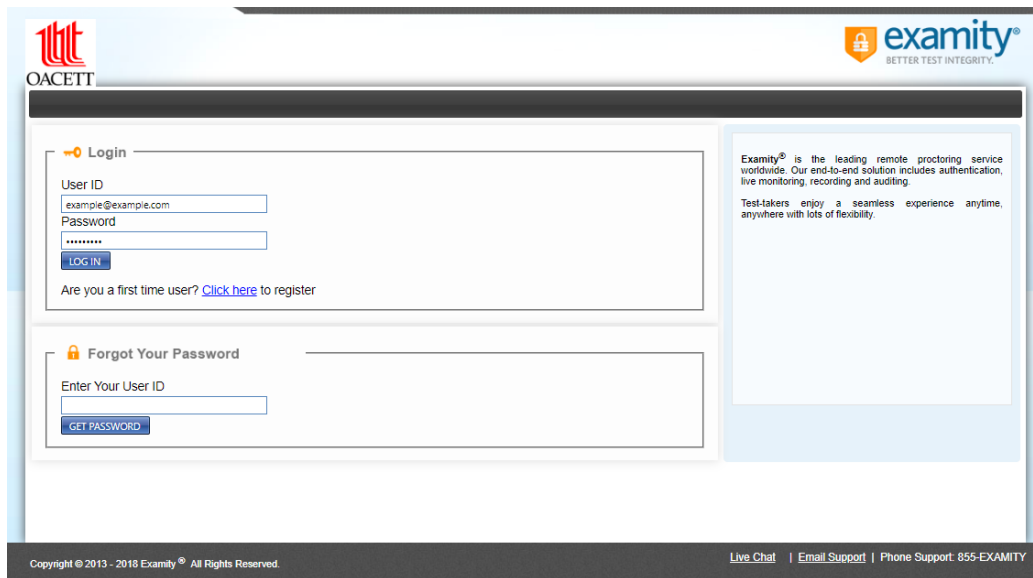 OACETT
examity®
BETTER TEST INTEGRITY.
Login
User ID
example@example.com
Password
•••••••••
LOG IN
Are you a first time user? Click here to register
Forgot Your Password
Enter Your User ID
GET PASSWORD
Examity® is the leading remote proctoring service
worldwide. Our end-to-end solution includes authentication,
live monitoring, recording and auditing.
Test-takers enjoy a seamless experience anytime,
anywhere with lots of flexibility.
Copyright © 2013 - 2018 Examity ® All Rights Reserved.
Live Chat | Email Support | Phone Support: 855-EXAMITY